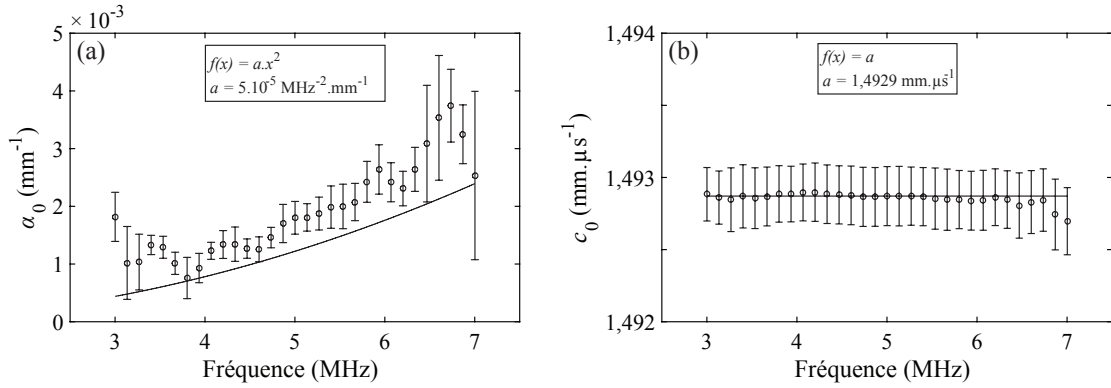 × 10⁻³
5
(a)
f(x) = a.x²
a = 5.10⁻⁵ MHz⁻².mm⁻¹
4
3
2
1
0
α₀ (mm⁻¹)
3 4 5 6 7
Fréquence (MHz)
1,494
(b)
f(x) = a
a = 1,4929 mm.µs⁻¹
1,493
1,492
c₀ (mm.µs⁻¹)
3 4 5 6 7
Fréquence (MHz)